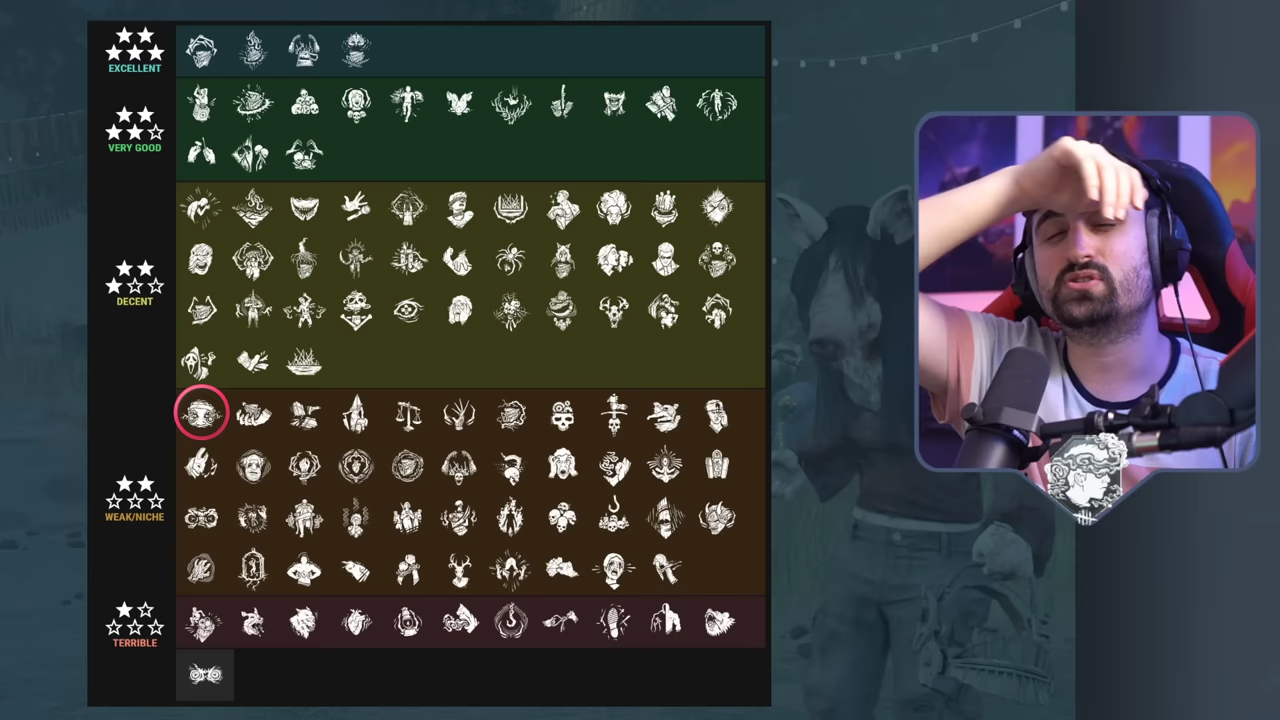 EXCELLENT
VERY GOOD
DECENT
WEAK/NICHE
TERRIBLE